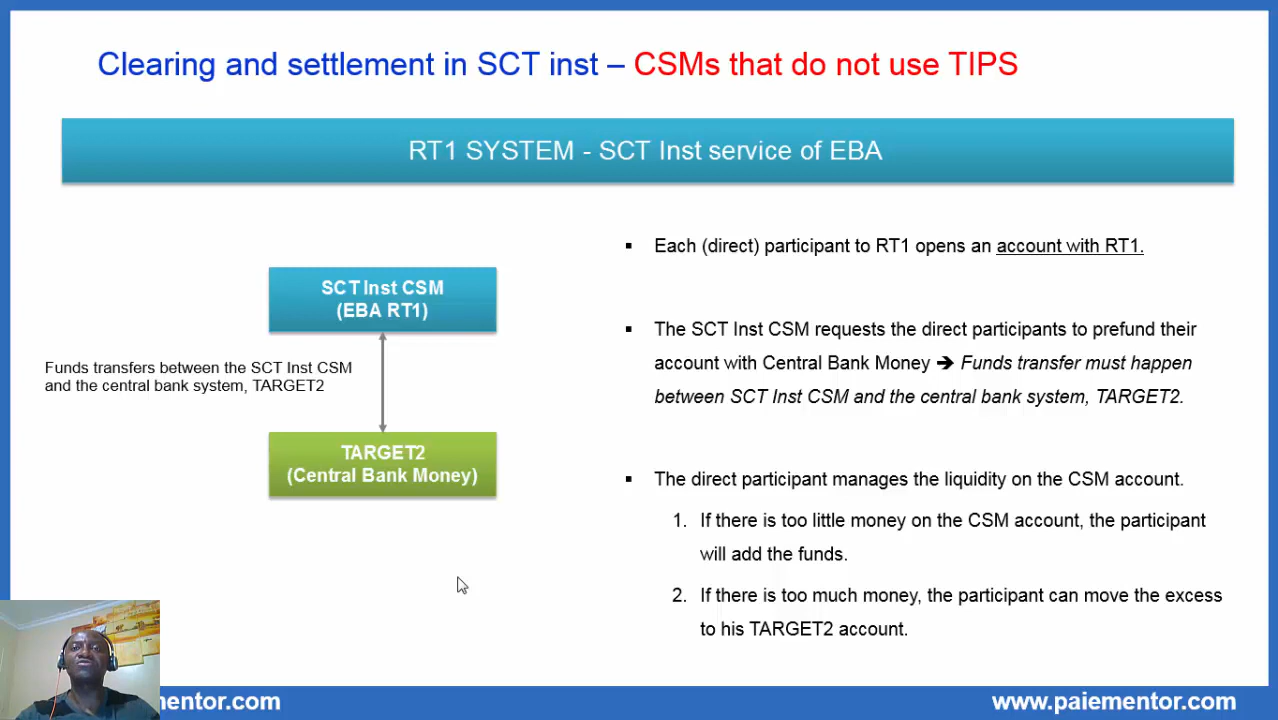 Clearing and settlement in SCT inst – CSMs that do not use TIPS
RT1 SYSTEM - SCT Inst service of EBA
SCT Inst CSM
(EBA RT1)
Funds transfers between the SCT Inst CSM
and the central bank system, TARGET2
TARGET2
(Central Bank Money)
▪ Each (direct) participant to RT1 opens an account with RT1.
▪ The SCT Inst CSM requests the direct participants to prefund their
account with Central Bank Money ➔ Funds transfer must happen
between SCT Inst CSM and the central bank system, TARGET2.
▪ The direct participant manages the liquidity on the CSM account.
1. If there is too little money on the CSM account, the participant
will add the funds.
2. If there is too much money, the participant can move the excess
to his TARGET2 account.
mentor.com
www.paiementor.com